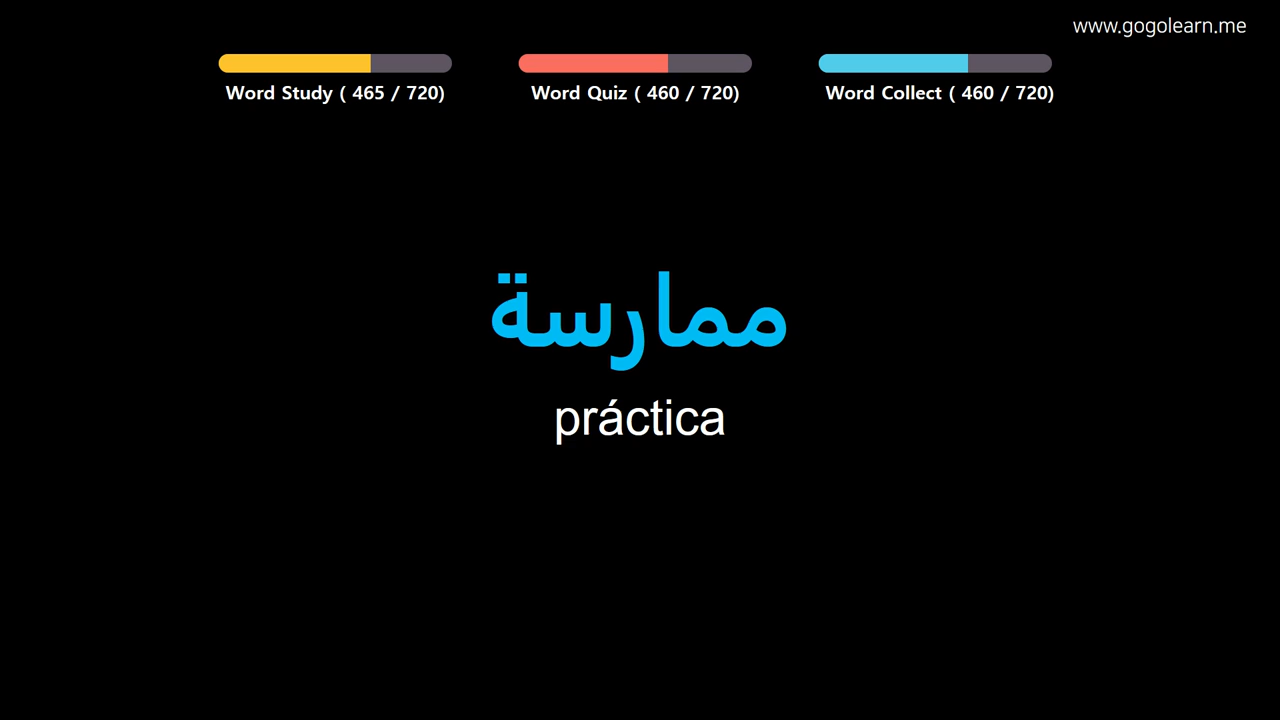 www.gogolearn.me
Word Study ( 465 / 720)
Word Quiz ( 460 / 720)
Word Collect ( 460 / 720)
ممارسة
práctica